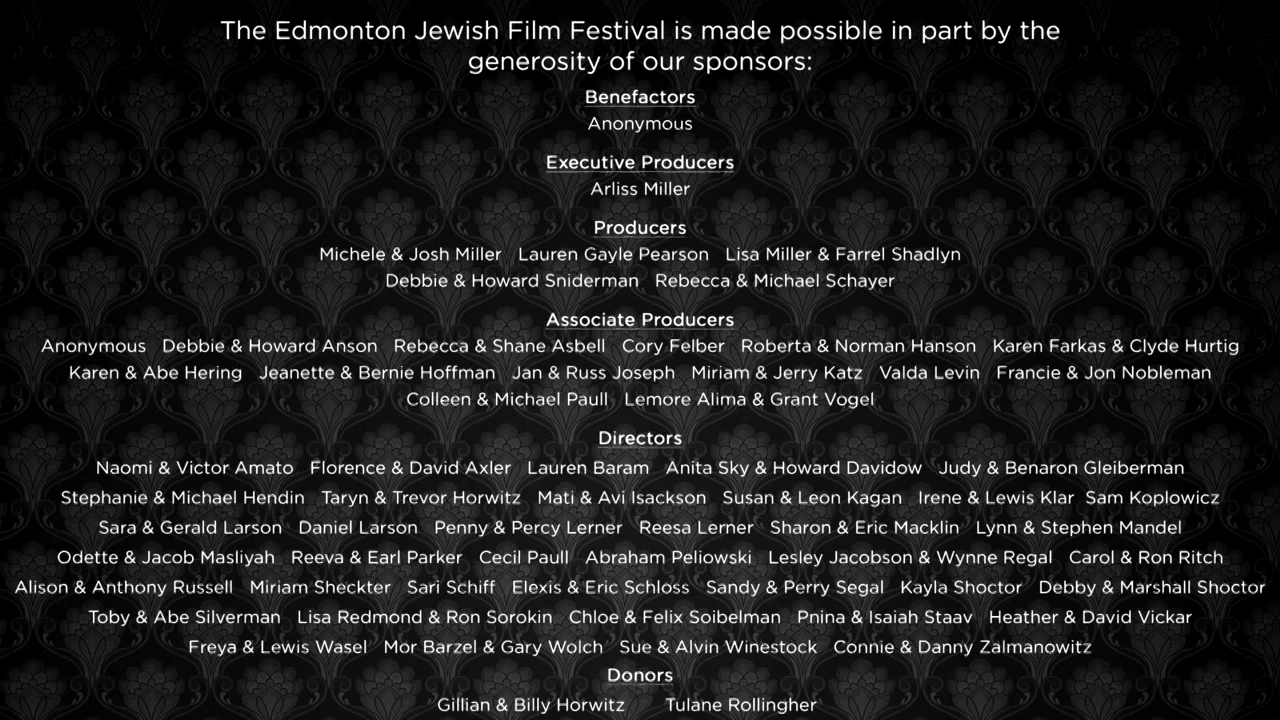 The Edmonton Jewish Film Festival is made possible in part by the
generosity of our sponsors:
Benefactors
Anonymous
Executive Producers
Arliss Miller
Producers
Michele & Josh Miller Lauren Gayle Pearson Lisa Miller & Farrel Shadlyn
Debbie & Howard Sniderman Rebecca & Michael Schayer
Associate Producers
Anonymous Debbie & Howard Anson Rebecca & Shane Asbell Cory Felber Roberta & Norman Hanson Karen Farkas & Clyde Hurtig
Karen & Abe Hering Jeanette & Bernie Hoffman Jan & Russ Joseph Miriam & Jerry Katz Valda Levin Francie & Jon Nobleman
Colleen & Michael Paull Lemore Alima & Grant Vogel
Directors
Naomi & Victor Amato Florence & David Axler Lauren Baram Anita Sky & Howard Davidow Judy & Benaron Gleiberman
Stephanie & Michael Hendin Taryn & Trevor Horwitz Mati & Avi Isackson Susan & Leon Kagan Irene & Lewis Klar Sam Koplowicz
Sara & Gerald Larson Daniel Larson Penny & Percy Lerner Reesa Lerner Sharon & Eric Macklin Lynn & Stephen Mandel
Odette & Jacob Masliyah Reeva & Earl Parker Cecil Paull Abraham Peliowski Lesley Jacobson & Wynne Regal Carol & Ron Ritch
Alison & Anthony Russell Miriam Sheckter Sari Schiff Elexis & Eric Schloss Sandy & Perry Segal Kayla Shoctor Debby & Marshall Shoctor
Toby & Abe Silverman Lisa Redmond & Ron Sorokin Chloe & Felix Soibelman Pnina & Isaiah Staav Heather & David Vickar
Freya & Lewis Wasel Mor Barzel & Gary Wolch Sue & Alvin Winestock Connie & Danny Zalmanowitz
Donors
Gillian & Billy Horwitz Tulane Rollingher